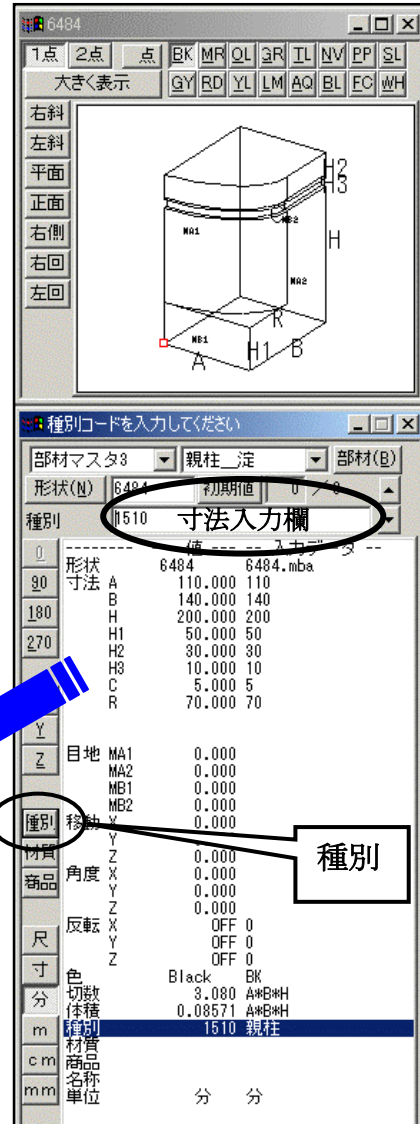 6484
1点 2点 点 BK MR OL GR TL NV PP SL
大きく表示 GY RD YL LM AQ BL FC WH
右斜
左斜
平面
正面
右側
右回
左回
H2
H3
MA1
MB2
H
MA2
R
MB1
A
H1
B
種別コードを入力してください
部材マスタ3 親柱__淀 部材(B)
形状(N) 6484 初期値 0 /
種別 1510 寸法入力欄
0
90
180
270
Y
Z
種別
材質
商品
尺
寸
分
m
cm
mm
-------- -- 値 --- -- 入力データ --
形状 6484 6484.mba
寸法 A 110.000 110
B 140.000 140
H 200.000 200
H1 50.000 50
H2 30.000 30
H3 10.000 10
C 5.000 5
R 70.000 70
目地 MA1 0.000
MA2 0.000
MB1 0.000
MB2 0.000
移動 X 0.000
Y 0.000
Z 0.000
角度 X 0.000
Y 0.000
Z 0.000
反転 X OFF 0
Y OFF 0
Z OFF 0
色 Black BK
切数 3.080 A*B*H
体積 0.08571 A*B*H
種別 1510 親柱
材質
商品
名称
単位 分 分
種別